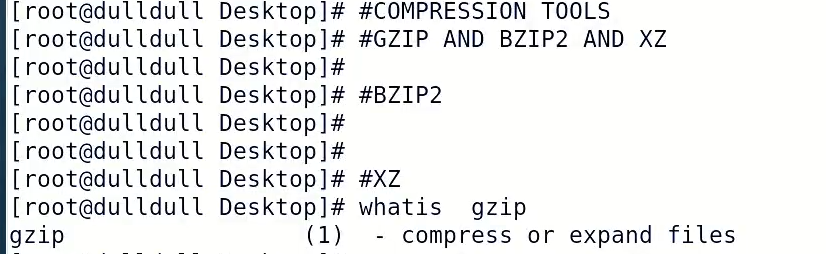 [root@dulldull Desktop]# #COMPRESSION TOOLS
[root@dulldull Desktop]# #GZIP AND BZIP2 AND XZ
[root@dulldull Desktop]#
[root@dulldull Desktop]# #BZIP2
[root@dulldull Desktop]#
[root@dulldull Desktop]#
[root@dulldull Desktop]# #XZ
[root@dulldull Desktop]# whatis  gzip
gzip                 (1)  - compress or expand files